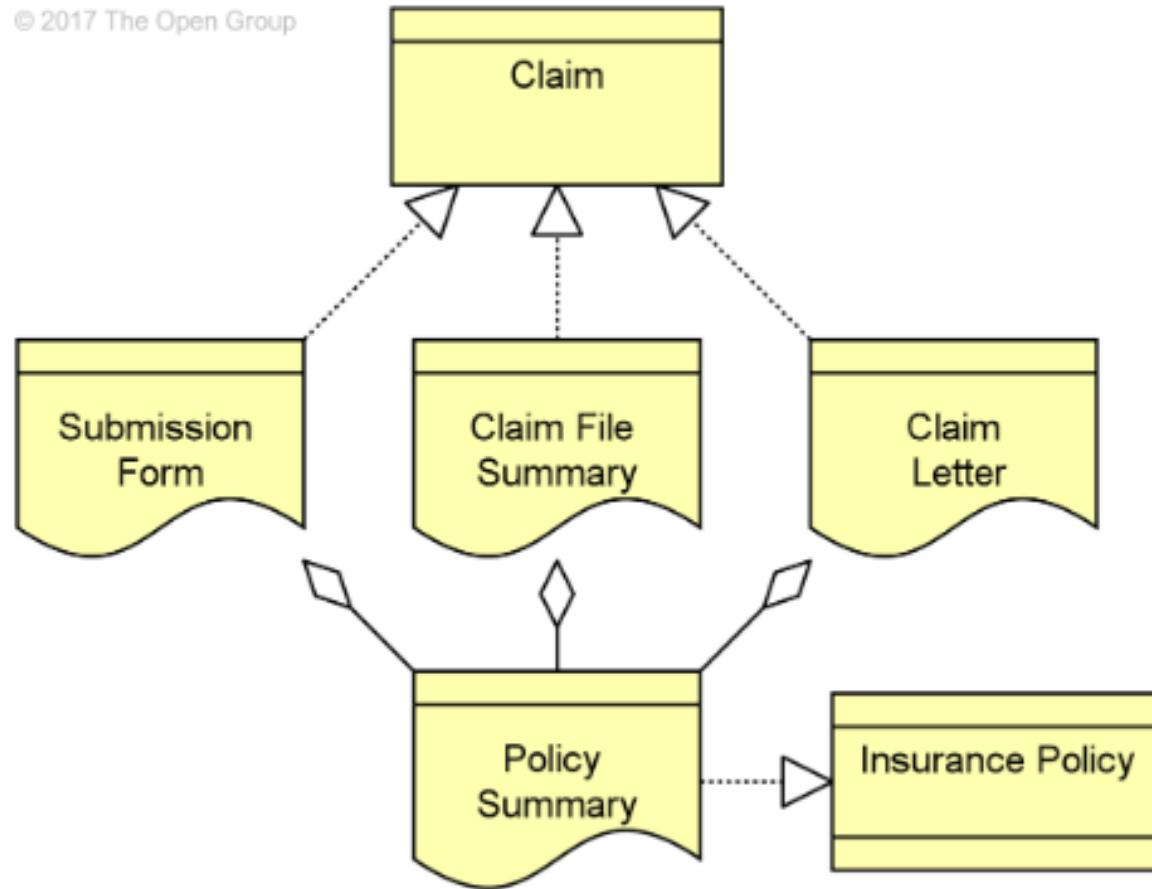 © 2017 The Open Group
Claim
Submission
Form
Claim File
Summary
Claim
Letter
Policy
Summary
Insurance Policy